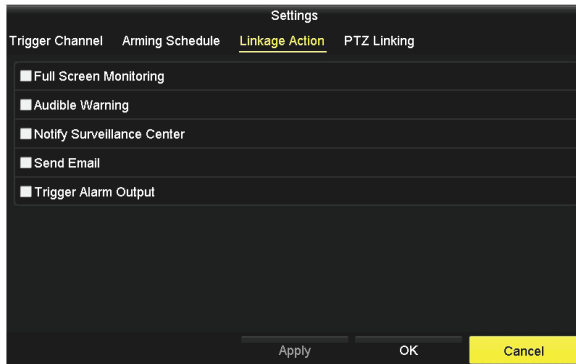 Settings
Trigger Channel Arming Schedule Linkage Action PTZ Linking
Full Screen Monitoring
Audible Warning
Notify Surveillance Center
Send Email
Trigger Alarm Output
Apply OK Cancel